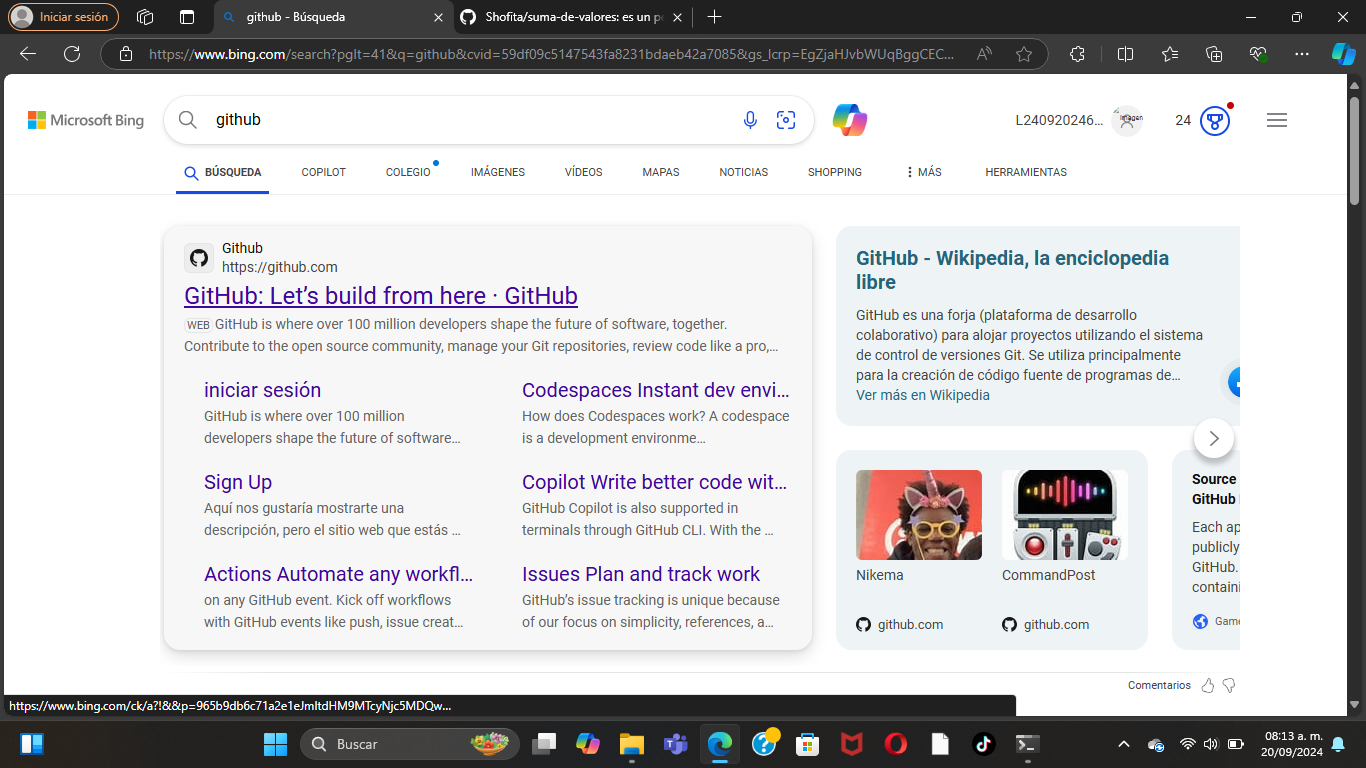 Iniciar sesión
github - Búsqueda
Shofita/suma-de-valores: es un pe
https://www.bing.com/search?pglt=41&q=github&cvid=59df09c5147543fa8231bdaeb42a7085&gs_lcrp=EgZjaHJvbWUqBggCEC...
Microsoft Bing
github
L240920246...
Imagen
24
BÚSQUEDA
COPILOT
COLEGIO
IMÁGENES
VÍDEOS
MAPAS
NOTICIAS
SHOPPING
MÁS
HERRAMIENTAS
Github
https://github.com
GitHub: Let’s build from here · GitHub
WEB GitHub is where over 100 million developers shape the future of software, together.
Contribute to the open source community, manage your Git repositories, review code like a pro,...
iniciar sesión
GitHub is where over 100 million
developers shape the future of software...
Codespaces Instant dev envi...
How does Codespaces work? A codespace
is a development environme...
Sign Up
Aquí nos gustaría mostrarte una
descripción, pero el sitio web que estás ...
Copilot Write better code wit...
GitHub Copilot is also supported in
terminals through GitHub CLI. With the ...
Actions Automate any workfl...
on any GitHub event. Kick off workflows
with GitHub events like push, issue creat...
Issues Plan and track work
GitHub’s issue tracking is unique because
of our focus on simplicity, references, a...
GitHub - Wikipedia, la enciclopedia
libre
GitHub es una forja (plataforma de desarrollo
colaborativo) para alojar proyectos utilizando el sistema
de control de versiones Git. Se utiliza principalmente
para la creación de código fuente de programas de...
Ver más en Wikipedia
Nikema
github.com
CommandPost
github.com
Source
GitHub
Each ap
publicly
GitHub.
containi
Game
Comentarios
https://www.bing.com/ck/a?!&&p=965b9db6c71a2e1eJmltdHM9MTcyNjc5MDQw...
Buscar
08:13 a. m.
20/09/2024